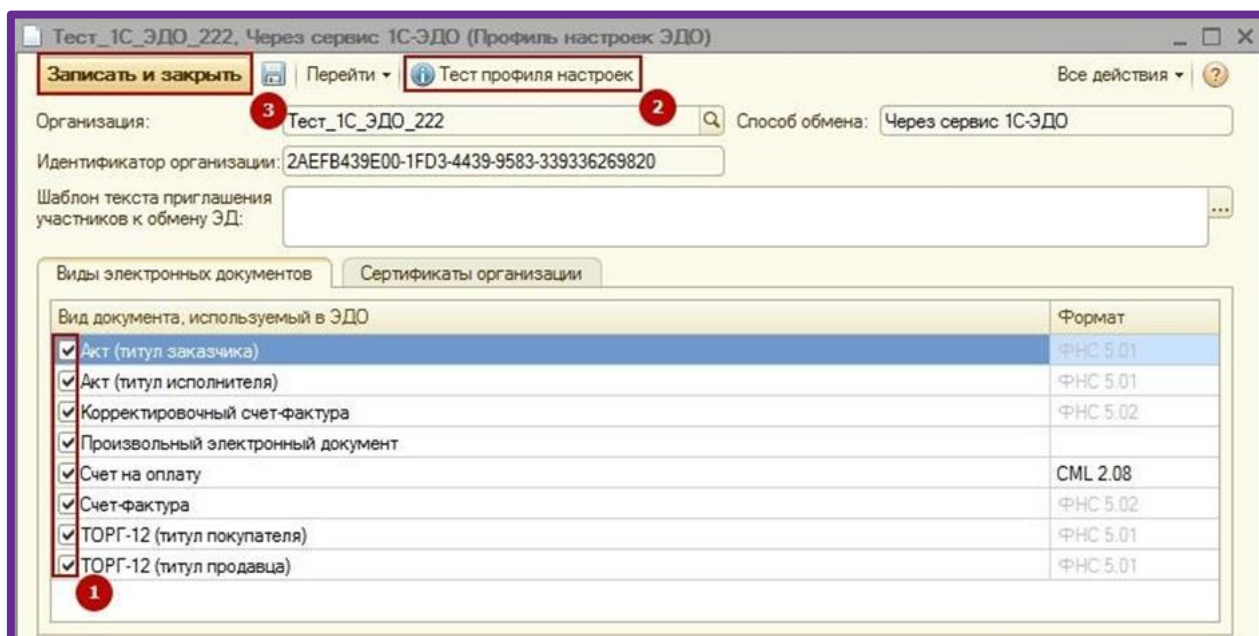 Тест_1С_ЭДО_222, Через сервис 1С-ЭДО (Профиль настроек ЭДО)
Записать и закрыть Перейти Тест профиля настроек Все действия ?
3 2
Организация: Тест_1С_ЭДО_222 Способ обмена: Через сервис 1С-ЭДО
Идентификатор организации: 2AEFB439E00-1FD3-4439-9583-339336269820
Шаблон текста приглашения
участников к обмену ЭД: ...
Виды электронных документов Сертификаты организации
Вид документа, используемый в ЭДО Формат
Акт (титул заказчика) ФНС 5.01
Акт (титул исполнителя) ФНС 5.01
Корректировочный счет-фактура ФНС 5.02
Произвольный электронный документ
Счет на оплату CML 2.08
Счет-фактура ФНС 5.02
ТОРГ-12 (титул покупателя) ФНС 5.01
ТОРГ-12 (титул продавца) ФНС 5.01
1